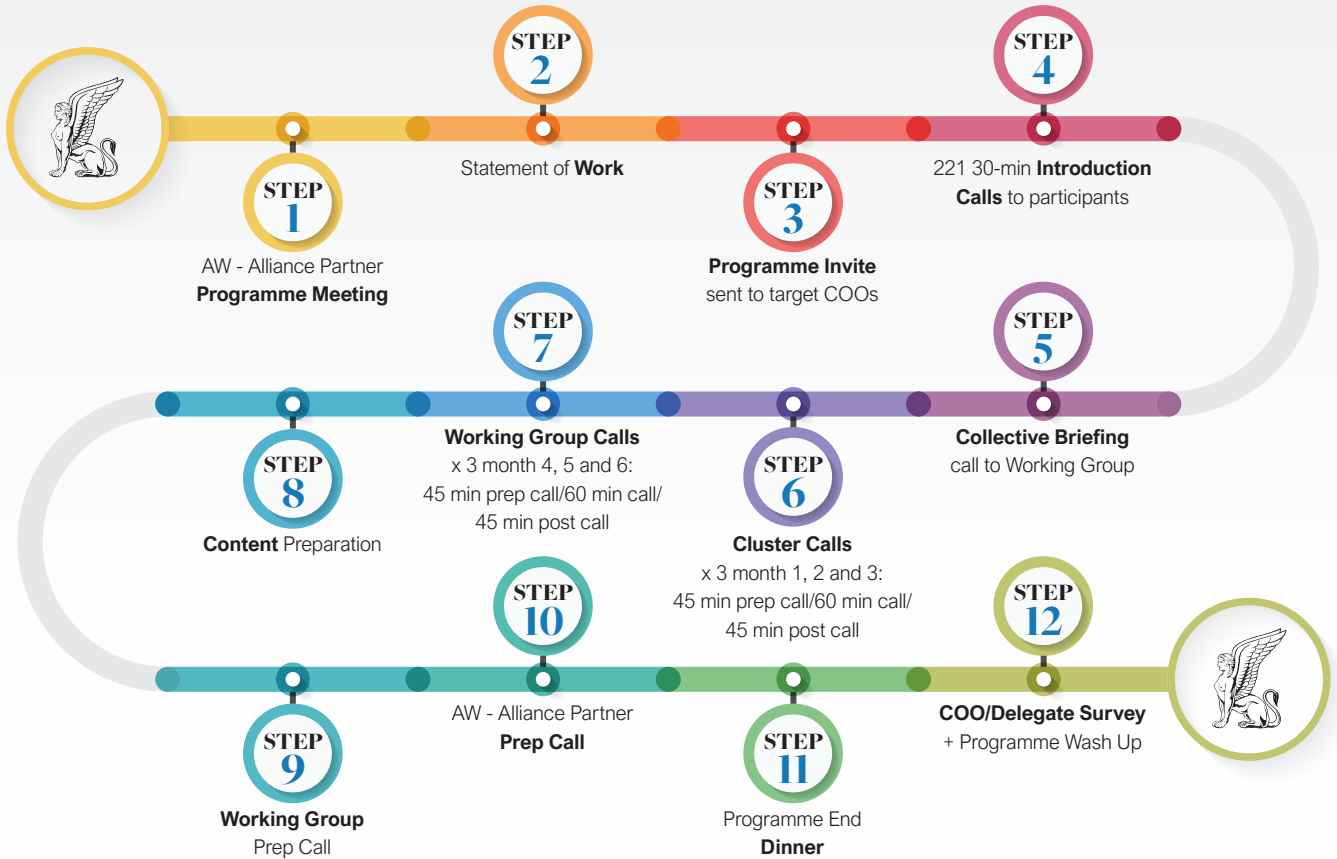 STEP
1
AW - Alliance Partner
Programme Meeting
STEP
2
Statement of Work
STEP
3
Programme Invite
sent to target COOs
STEP
4
221 30-min Introduction
Calls to participants
STEP
5
Collective Briefing
call to Working Group
STEP
6
Cluster Calls
x 3 month 1, 2 and 3:
45 min prep call/60 min call/
45 min post call
STEP
7
Working Group Calls
x 3 month 4, 5 and 6:
45 min prep call/60 min call/
45 min post call
STEP
8
Content Preparation
STEP
9
Working Group
Prep Call
STEP
10
AW - Alliance Partner
Prep Call
STEP
11
Programme End
Dinner
STEP
12
COO/Delegate Survey
+ Programme Wash Up